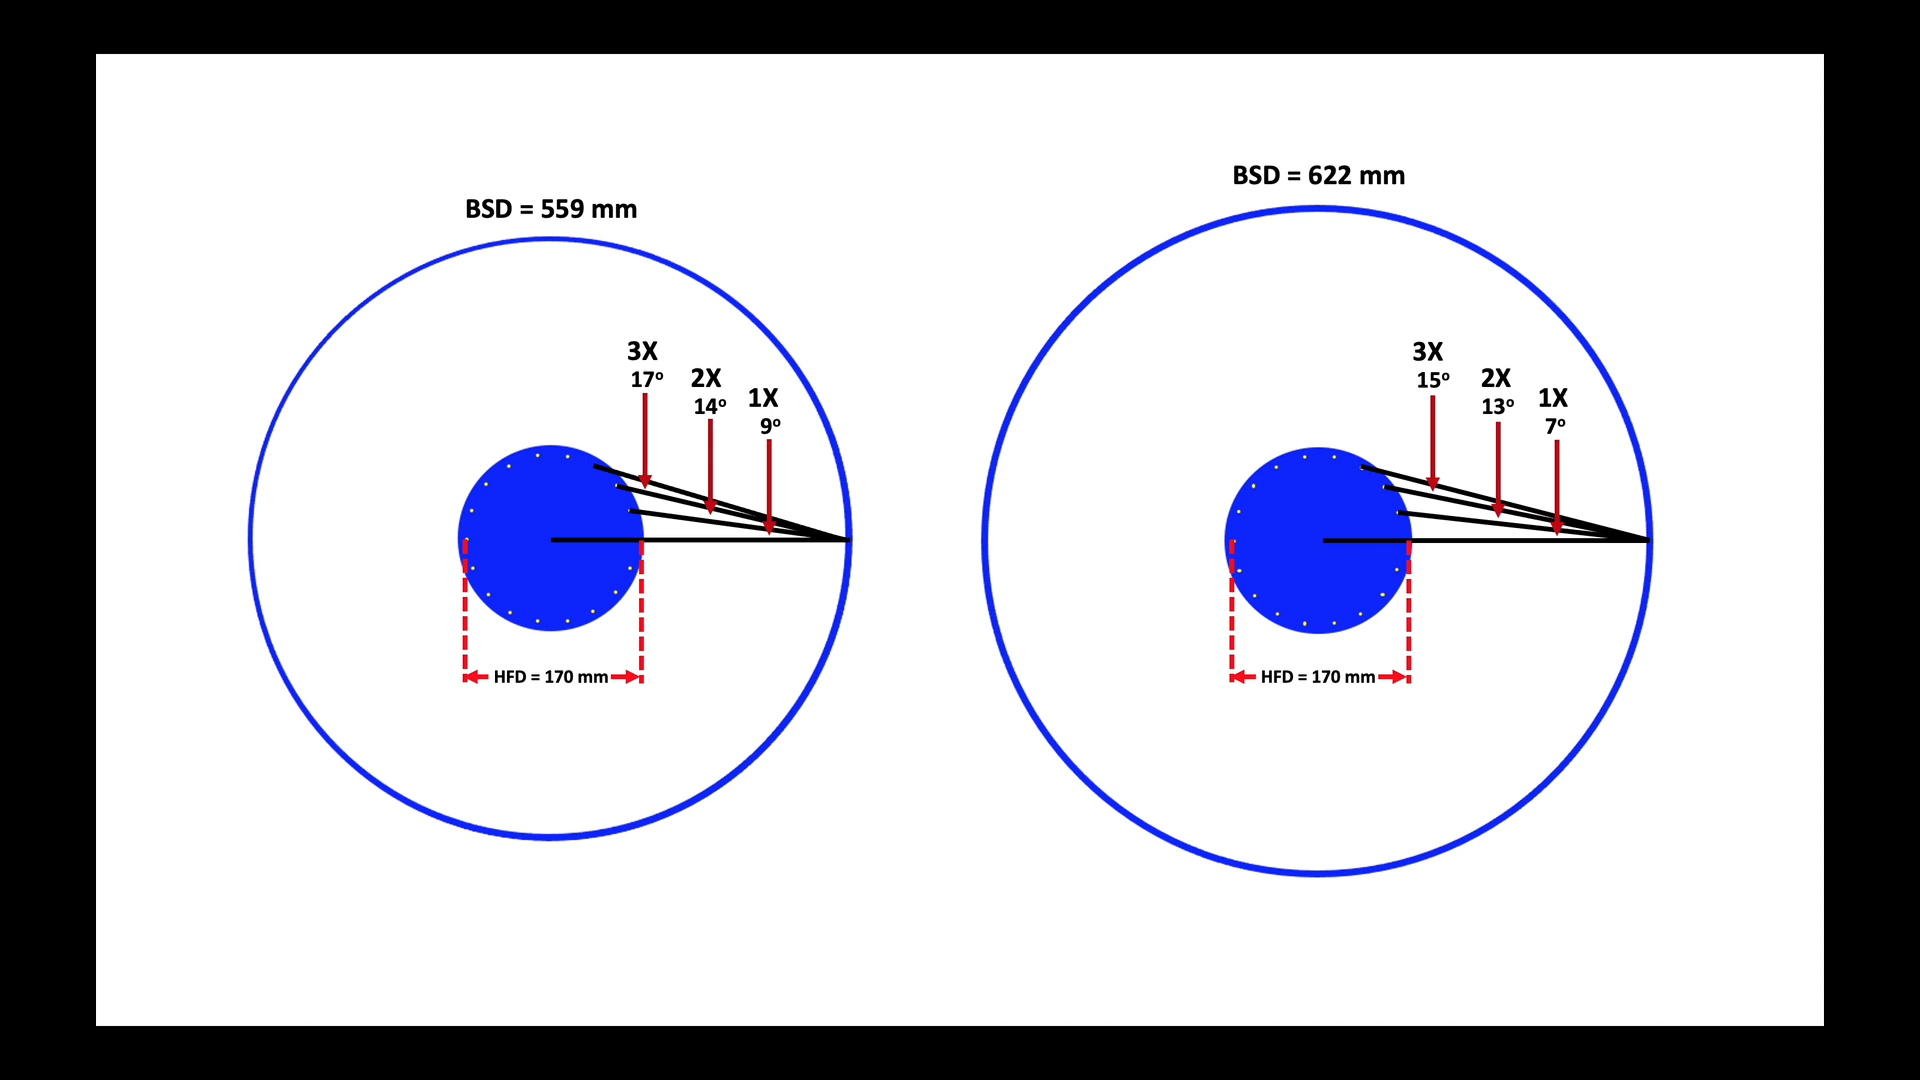 BSD = 559 mm
3X
17º
2X
14º
1X
9º
HFD = 170 mm
BSD = 622 mm
3X
15º
2X
13º
1X
7º
HFD = 170 mm